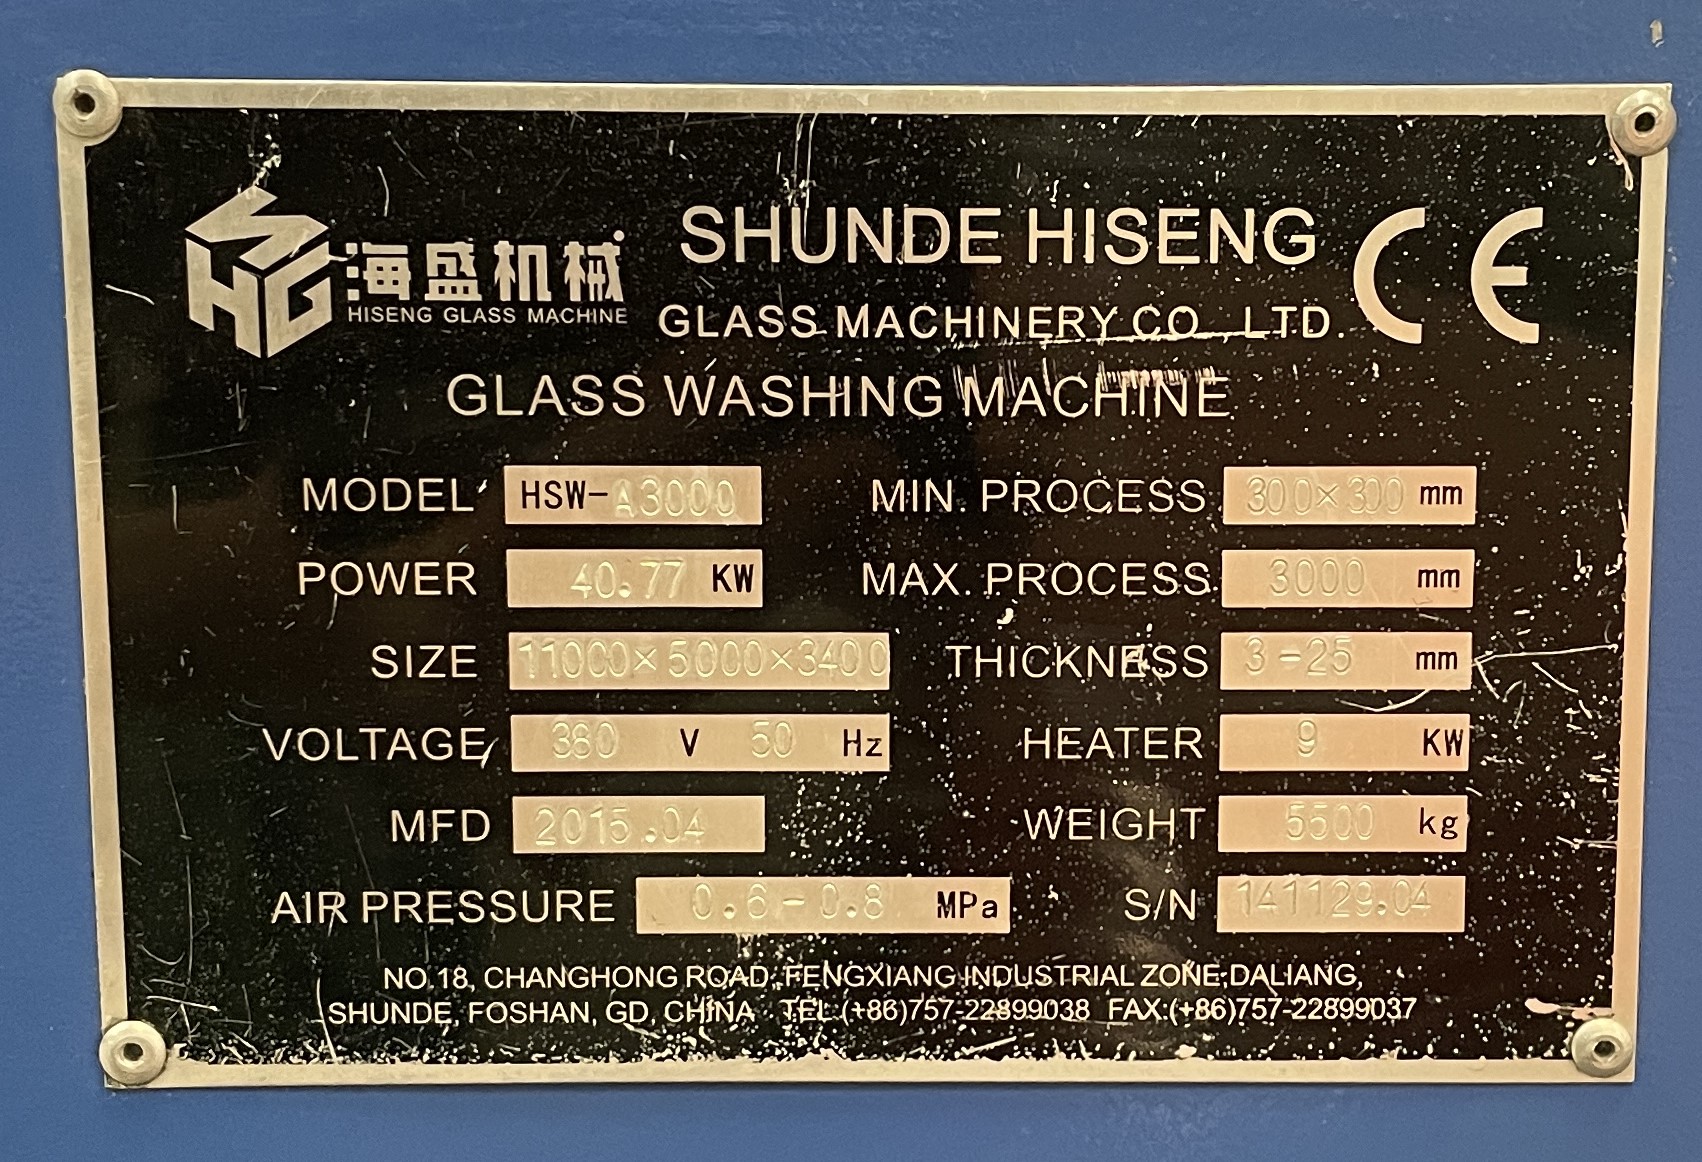 海盛机械
HISENG GLASS MACHINE
SHUNDE HISENG CE
GLASS MACHINERY CO., LTD.
GLASS WASHING MACHINE
MODEL HSW-A3000 MIN. PROCESS 300×300 mm
POWER 40.77 KW MAX. PROCESS 3000 mm
SIZE 11000×5000×3400 THICKNESS 3-25 mm
VOLTAGE 380 V 50 Hz HEATER 9 KW
MFD 2015.04 WEIGHT 5500 kg
AIR PRESSURE 0.6-0.8 MPa S/N 141129.04
NO.18, CHANGHONG ROAD, FENGXIANG INDUSTRIAL ZONE,DALIANG,
SHUNDE, FOSHAN, GD, CHINA TEL:(+86)757-22899038 FAX:(+86)757-22899037